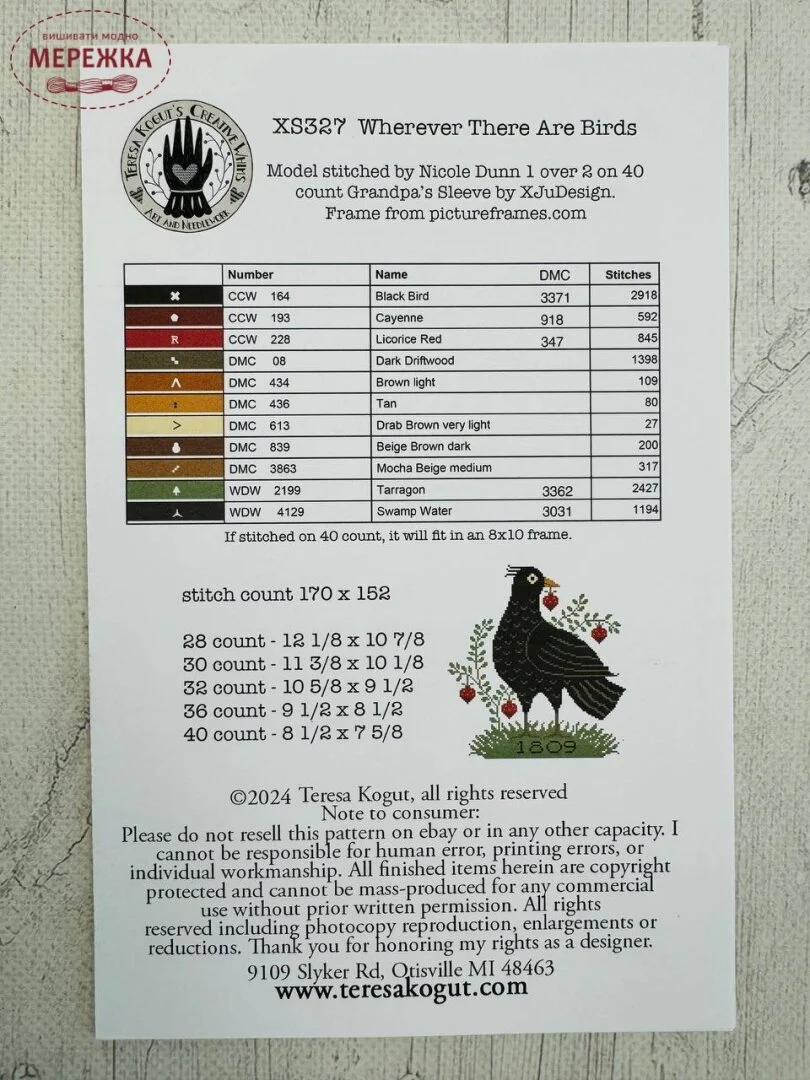 вишивати модно
МЕРЕЖКА
TERESA KOGUT'S CREATIVE WHIMS
ART AND NEEDLEWORK
XS327 Wherever There Are Birds
Model stitched by Nicole Dunn 1 over 2 on 40
count Grandpa's Sleeve by XJuDesign.
Frame from pictureframes.com
Number Name DMC Stitches
CCW 164 Black Bird 3371 2918
CCW 193 Cayenne 918 592
R CCW 228 Licorice Red 347 845
DMC 08 Dark Driftwood 1398
DMC 434 Brown light 109
DMC 436 Tan 80
> DMC 613 Drab Brown very light 27
DMC 839 Beige Brown dark 200
DMC 3863 Mocha Beige medium 317
WDW 2199 Tarragon 3362 2427
WDW 4129 Swamp Water 3031 1194
If stitched on 40 count, it will fit in an 8x10 frame.
stitch count 170 x 152
28 count - 12 1/8 x 10 7/8
30 count - 11 3/8 x 10 1/8
32 count - 10 5/8 x 9 1/2
36 count - 9 1/2 x 8 1/2
40 count - 8 1/2 x 7 5/8
1809
©2024 Teresa Kogut, all rights reserved
Note to consumer:
Please do not resell this pattern on ebay or in any other capacity. I
cannot be responsible for human error, printing errors, or
individual workmanship. All finished items herein are copyright
protected and cannot be mass-produced for any commercial
use without prior written permission. All rights
reserved including photocopy reproduction, enlargements or
reductions. Thank you for honoring my rights as a designer.
9109 Slyker Rd, Otisville MI 48463
www.teresakogut.com